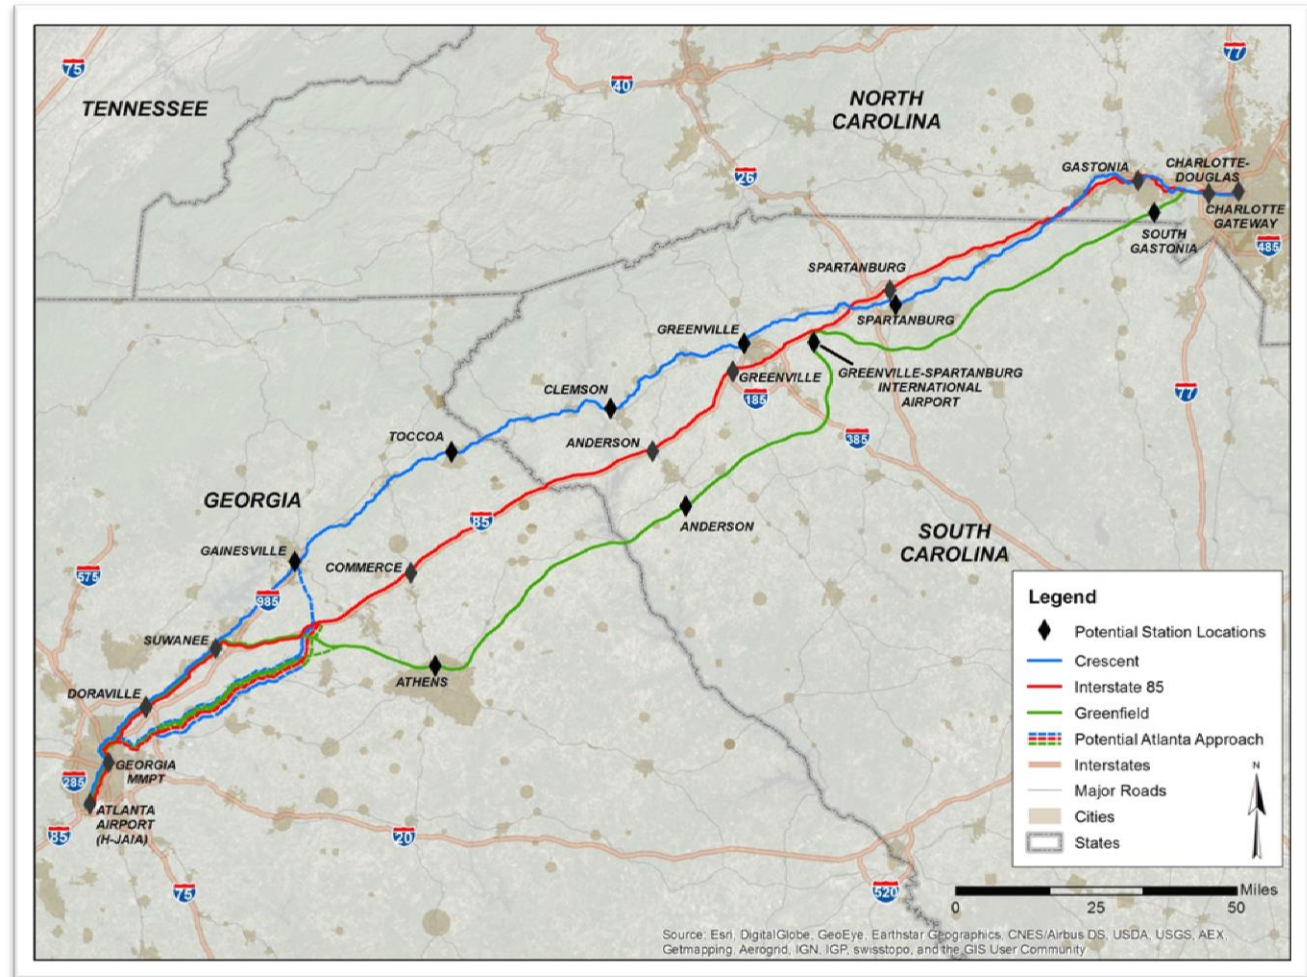 75
TENNESSEE
40
NORTH
CAROLINA
77
26
GASTONIA
CHARLOTTE-
DOUGLAS
CHARLOTTE
GATEWAY
SOUTH
GASTONIA
485
SPARTANBURG
SPARTANBURG
GREENVILLE
GREENVILLE
GREENVILLE-SPARTANBURG
INTERNATIONAL
AIRPORT
CLEMSON
185
77
TOCCOA
ANDERSON
385
GEORGIA
85
ANDERSON
SOUTH
CAROLINA
GAINESVILLE
COMMERCE
575
985
SUWANEE
ATHENS
DORAVILLE
GEORGIA
MMPT
285
ATLANTA
AIRPORT
(H-JAIA)
85
20
75
520
Legend
Potential Station Locations
Crescent
Interstate 85
Greenfield
Potential Atlanta Approach
Interstates
Major Roads
Cities
States
N
Miles
0 25 50
Source: Esri, DigitalGlobe, GeoEye, Earthstar Geographics, CNES/Airbus DS, USDA, USGS, AEX,
Getmapping, Aerogrid, IGN, IGP, swisstopo, and the GIS User Community